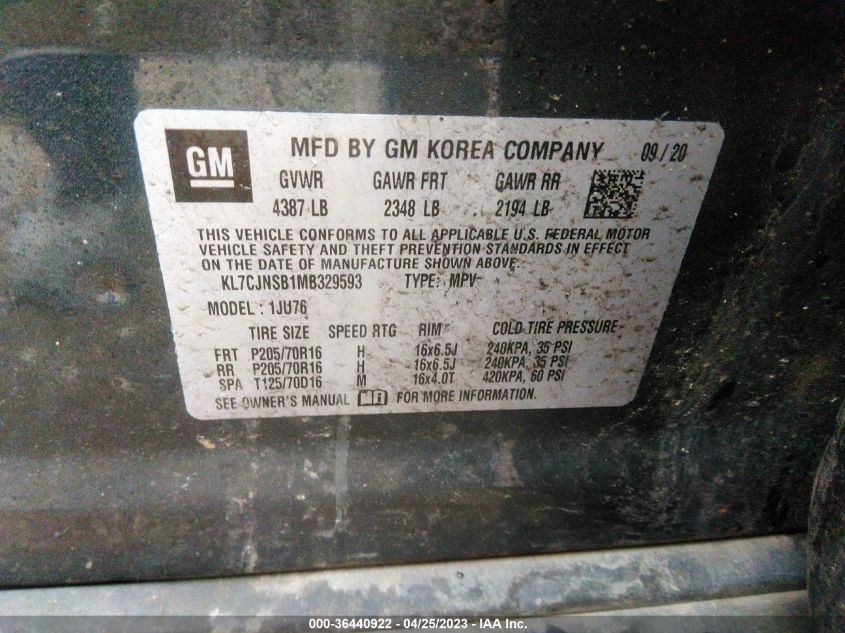 GM
MFD BY GM KOREA COMPANY 09/20
GVWR GAWR FRT GAWR RR
4387 LB 2348 LB 2194 LB
THIS VEHICLE CONFORMS TO ALL APPLICABLE U.S. FEDERAL MOTOR
VEHICLE SAFETY AND THEFT PREVENTION STANDARDS IN EFFECT
ON THE DATE OF MANUFACTURE SHOWN ABOVE.
KL7CJNSB1MB329593 TYPE: MPV
MODEL : 1JU76
TIRE SIZE SPEED RTG RIM COLD TIRE PRESSURE
FRT P205/70R16 H 16x6.5J 240KPA, 35 PSI
RR P205/70R16 H 16x6.5J 240KPA, 35 PSI
SPA T125/70D16 M 16x4.0T 420KPA, 60 PSI
SEE OWNER'S MANUAL FOR MORE INFORMATION.
000-36440922 - 04/25/2023 - IAA Inc.